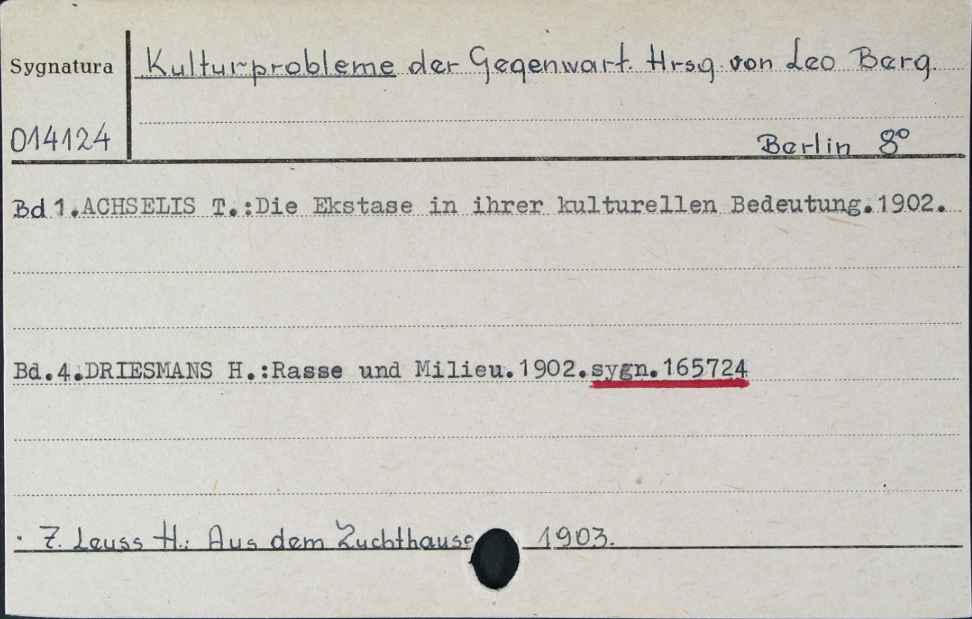 Sygnatura
Kulturprobleme der Gegenwart. Hrsg. von Leo Berg.
014124
Berlin 8°
Bd 1.ACHSELIS T.:Die Ekstase in ihrer kulturellen Bedeutung.1902.
Bd.4.DRIESMANS H.:Rasse und Milieu.1902.sygn.165724
7. Leuss H.: Aus dem Zuchthause 1903.